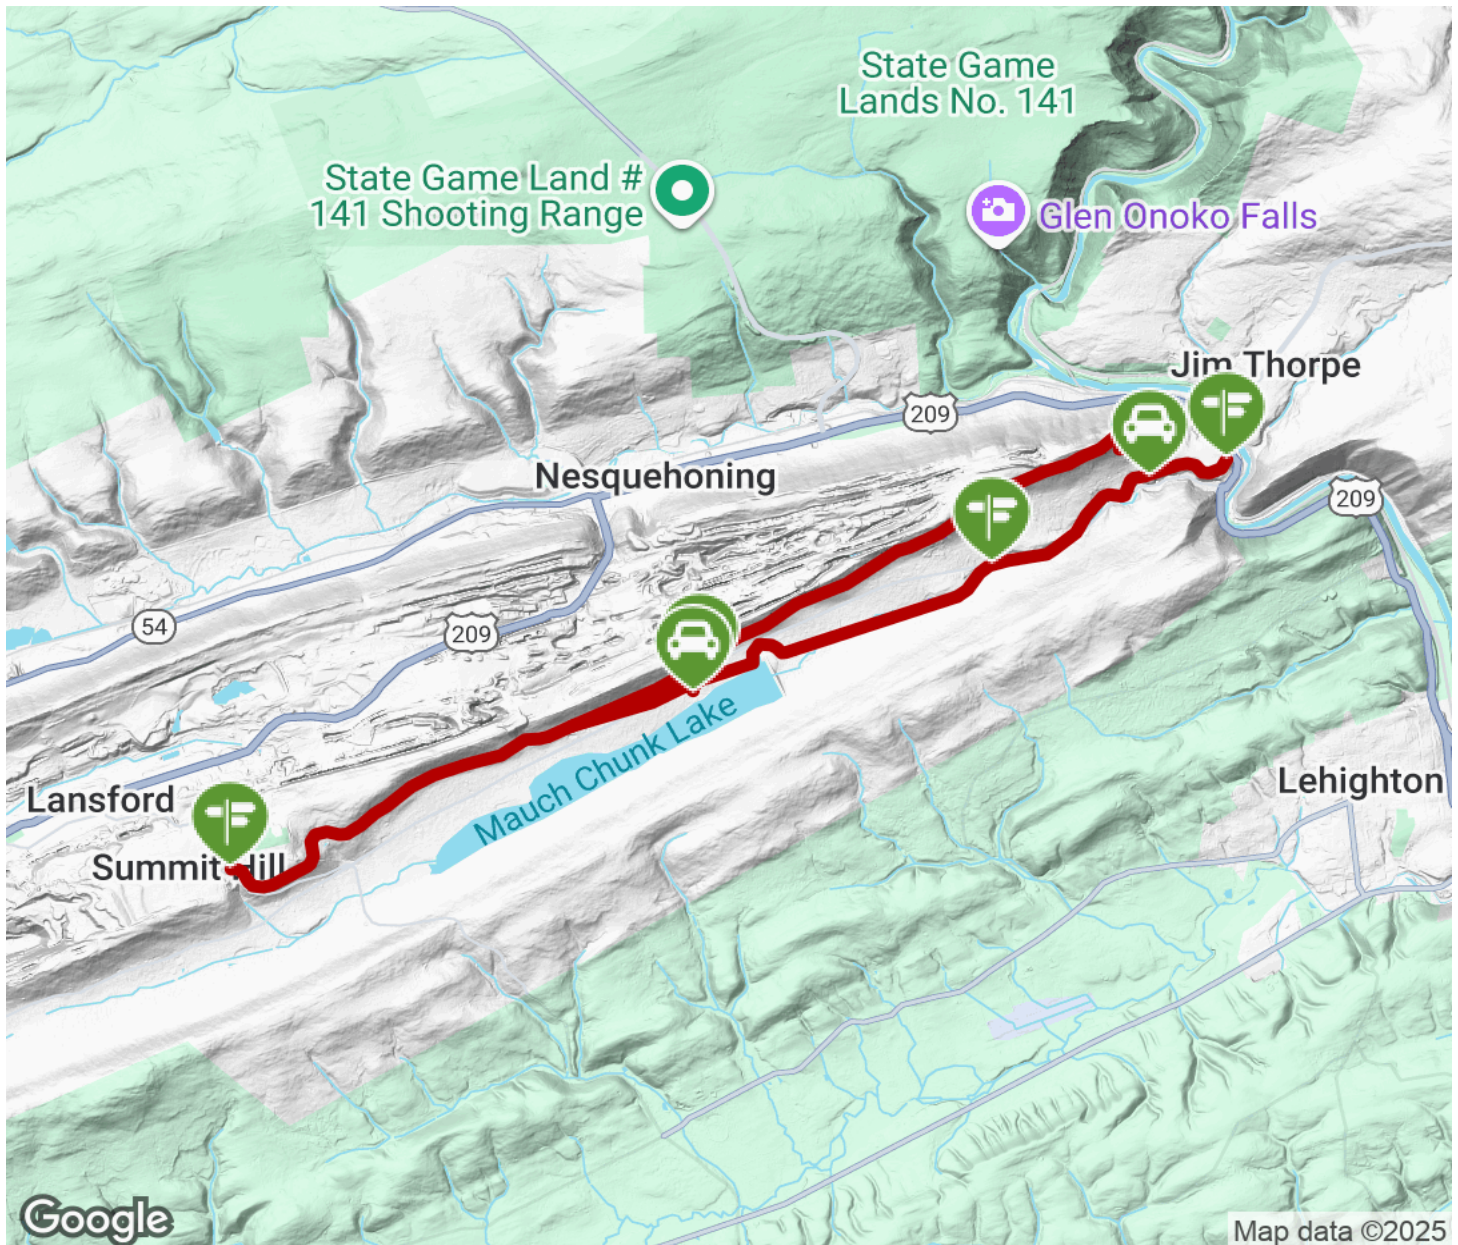 State Game
Lands No. 141
State Game Land #
141 Shooting Range
Glen Onoko Falls
Jim Thorpe
209
Nesquehoning
209
54
209
Mauch Chunk Lake
Lehighton
Lansford
Summit Hill
Google
Map data ©2025